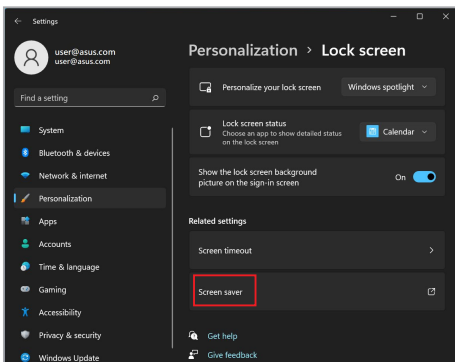 Settings
user@asus.com
user@asus.com
Find a setting
System
Bluetooth & devices
Network & internet
Personalization
Apps
Accounts
Time & language
Gaming
Accessibility
Privacy & security
Windows Update
Personalization > Lock screen
Personalize your lock screen
Windows spotlight
Lock screen status
Choose an app to show detailed status
on the lock screen
Calendar
Show the lock screen background
picture on the sign-in screen
On
Related settings
Screen timeout
Screen saver
Get help
Give feedback